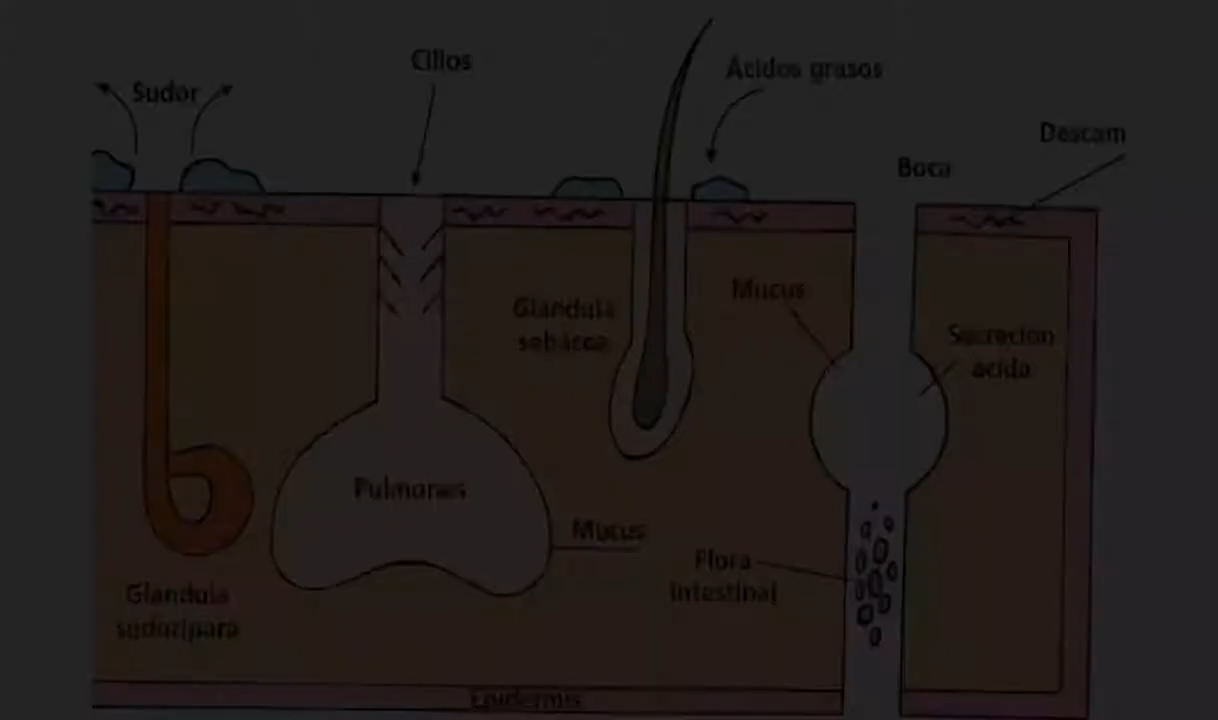 Cilios
Ácidos grasos
Sudor
Descam
Boca
Mucus
Glandula
sebácea
Secreción
ácida
Pulmones
Mucus
Flora
intestinal
Glandula
sudorípara
Epidermis